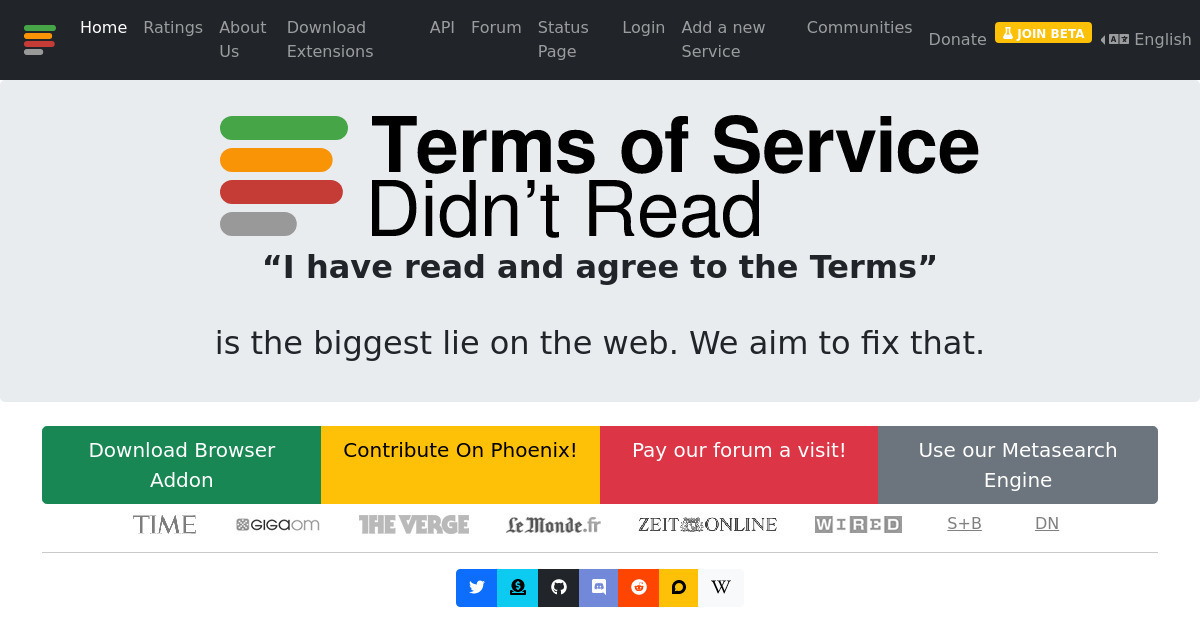 Home Ratings About Us Download Extensions API Forum Status Page Login Add a new Service Communities Donate JOIN BETA English
Terms of Service
Didn't Read
“I have read and agree to the Terms”
is the biggest lie on the web. We aim to fix that.
Download Browser Addon
Contribute On Phoenix!
Pay our forum a visit!
Use our Metasearch Engine
TIME GIGAOM THE VERGE Le Monde.fr ZEIT ONLINE WIRED S+B DN
W